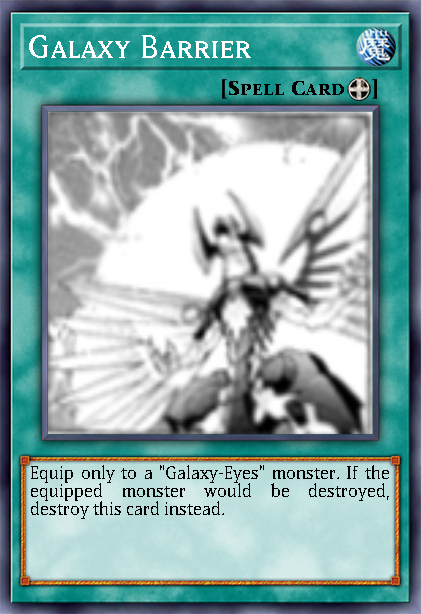 Galaxy Barrier
魔
[Spell Card]
Equip only to a "Galaxy-Eyes" monster. If the
equipped monster would be destroyed,
destroy this card instead.